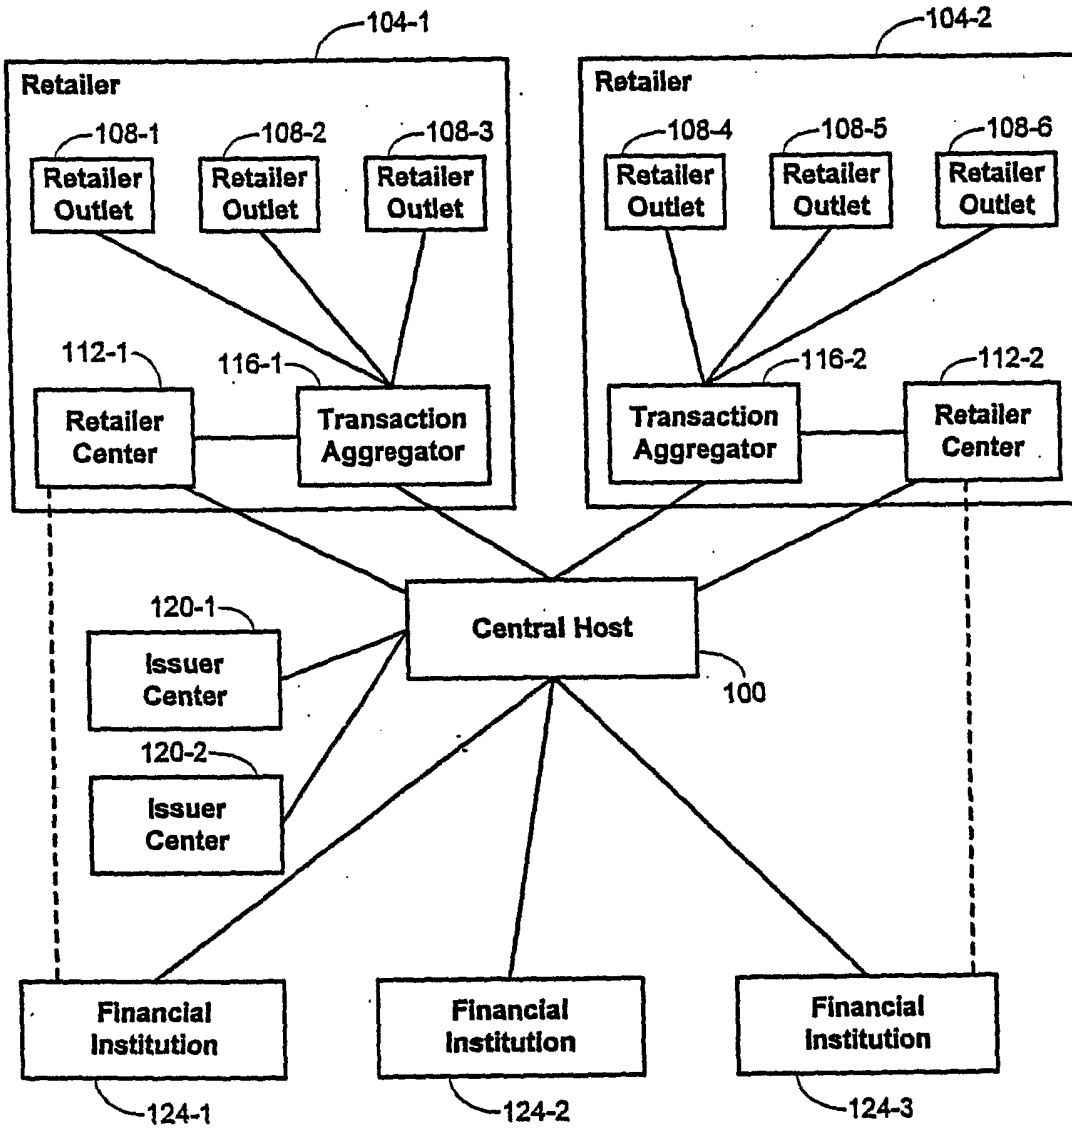 104-1
104-2
Retailer
Retailer
108-1
108-2
108-3
108-4
108-5
108-6
Retailer
Outlet
Retailer
Outlet
Retailer
Outlet
Retailer
Outlet
Retailer
Outlet
Retailer
Outlet
112-1
116-1
116-2
112-2
Retailer
Center
Transaction
Aggregator
Transaction
Aggregator
Retailer
Center
120-1
Issuer
Center
Central Host
100
120-2
Issuer
Center
Financial
Institution
Financial
Institution
Financial
Institution
124-1
124-2
124-3